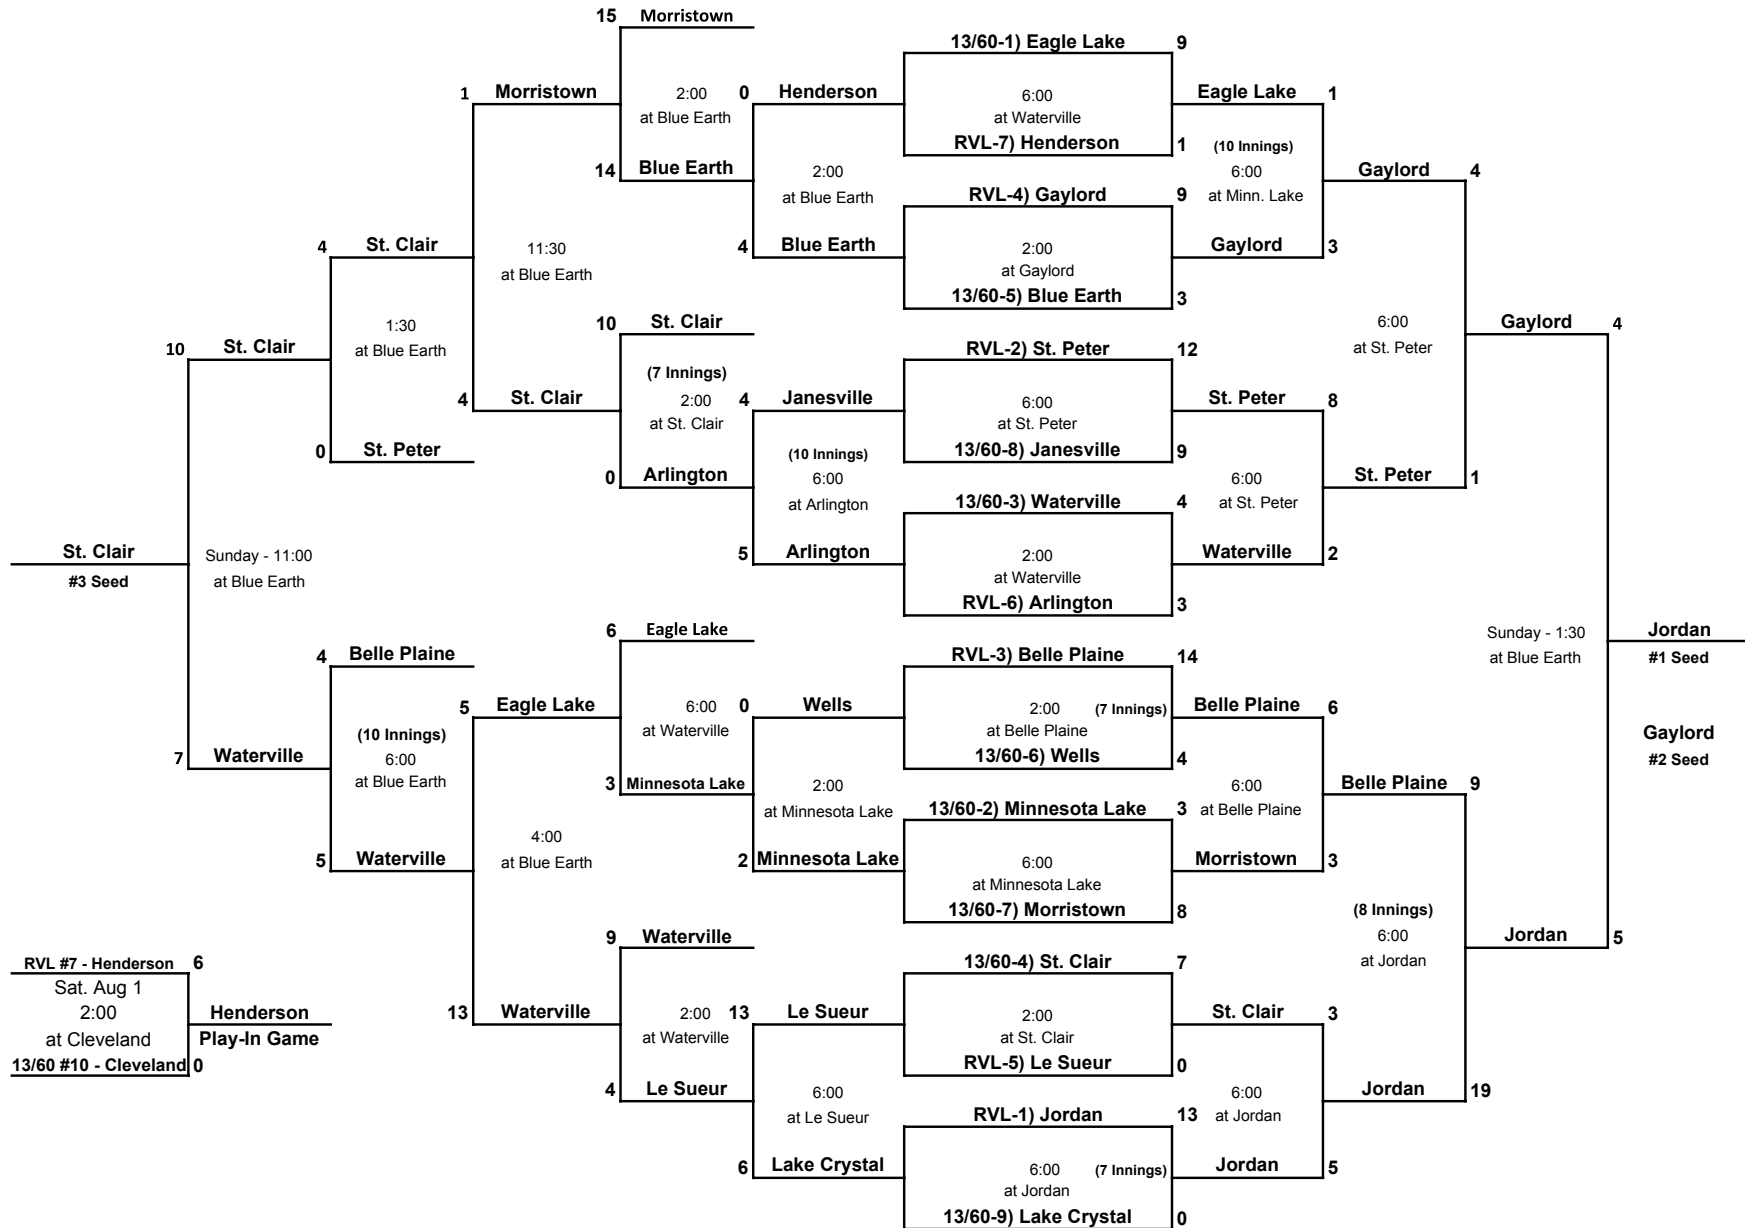 15 Morristown
13/60-1) Eagle Lake 9
1 Morristown 2:00 0 Henderson 6:00 Eagle Lake 1
at Blue Earth at Waterville
RVL-7) Henderson 1 (10 Innings)
14 Blue Earth 2:00 6:00 Gaylord 4
at Blue Earth RVL-4) Gaylord 9 at Minn. Lake
4 St. Clair 11:30 4 Blue Earth 2:00 Gaylord 3
at Blue Earth at Gaylord
13/60-5) Blue Earth 3
1:30 10 St. Clair 6:00 Gaylord 4
10 St. Clair at Blue Earth RVL-2) St. Peter 12 at St. Peter
(7 Innings)
4 St. Clair 2:00 4 Janesville 6:00 St. Peter 8
at St. Clair at St. Peter
0 St. Peter (10 Innings) 13/60-8) Janesville 9
0 Arlington 6:00 6:00 St. Peter 1
at Arlington 13/60-3) Waterville 4 at St. Peter
St. Clair Sunday - 11:00 5 Arlington 2:00 Waterville 2
#3 Seed at Blue Earth at Waterville
RVL-6) Arlington 3
6 Eagle Lake Sunday - 1:30 Jordan
4 Belle Plaine RVL-3) Belle Plaine 14 at Blue Earth #1 Seed
5 Eagle Lake 6:00 0 Wells 2:00 (7 Innings) Belle Plaine 6
(10 Innings) at Waterville at Belle Plaine Gaylord
7 Waterville 6:00 13/60-6) Wells 4 #2 Seed
at Blue Earth 3 Minnesota Lake 2:00 6:00 Belle Plaine 9
at Minnesota Lake 13/60-2) Minnesota Lake 3 at Belle Plaine
4:00
5 Waterville at Blue Earth 2 Minnesota Lake 6:00 Morristown 3
at Minnesota Lake
13/60-7) Morristown 8 (8 Innings)
9 Waterville 6:00 Jordan 5
RVL #7 - Henderson 6 13/60-4) St. Clair 7 at Jordan
Sat. Aug 1
2:00 Henderson 13 Waterville 2:00 13 Le Sueur 2:00 St. Clair 3
at Cleveland Play-In Game at Waterville at St. Clair
13/60 #10 - Cleveland 0 RVL-5) Le Sueur 0
4 Le Sueur 6:00 6:00 Jordan 19
at Le Sueur RVL-1) Jordan 13 at Jordan
6 Lake Crystal 6:00 (7 Innings) Jordan 5
at Jordan
13/60-9) Lake Crystal 0